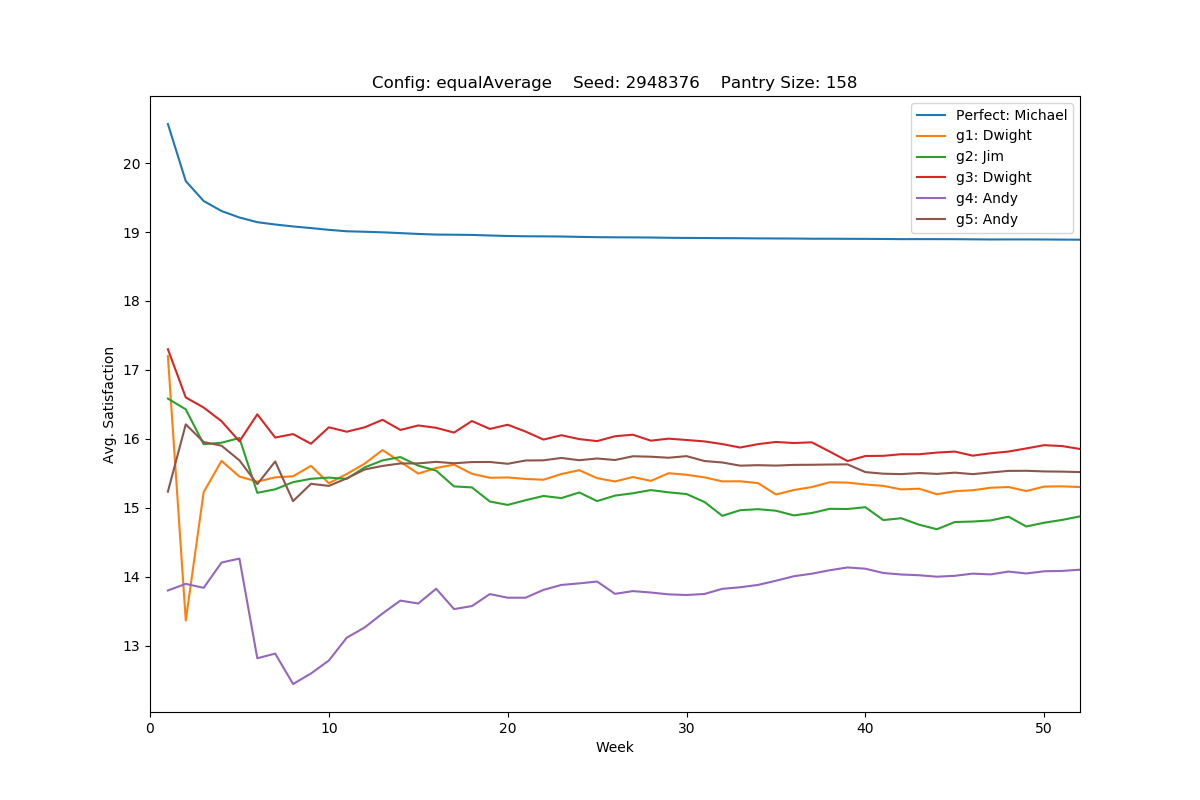 Config: equalAverage    Seed: 2948376    Pantry Size: 158
Perfect: Michael
g1: Dwight
g2: Jim
g3: Dwight
g4: Andy
g5: Andy
Avg. Satisfaction
20
19
18
17
16
15
14
13
0 10 20 30 40 50
Week